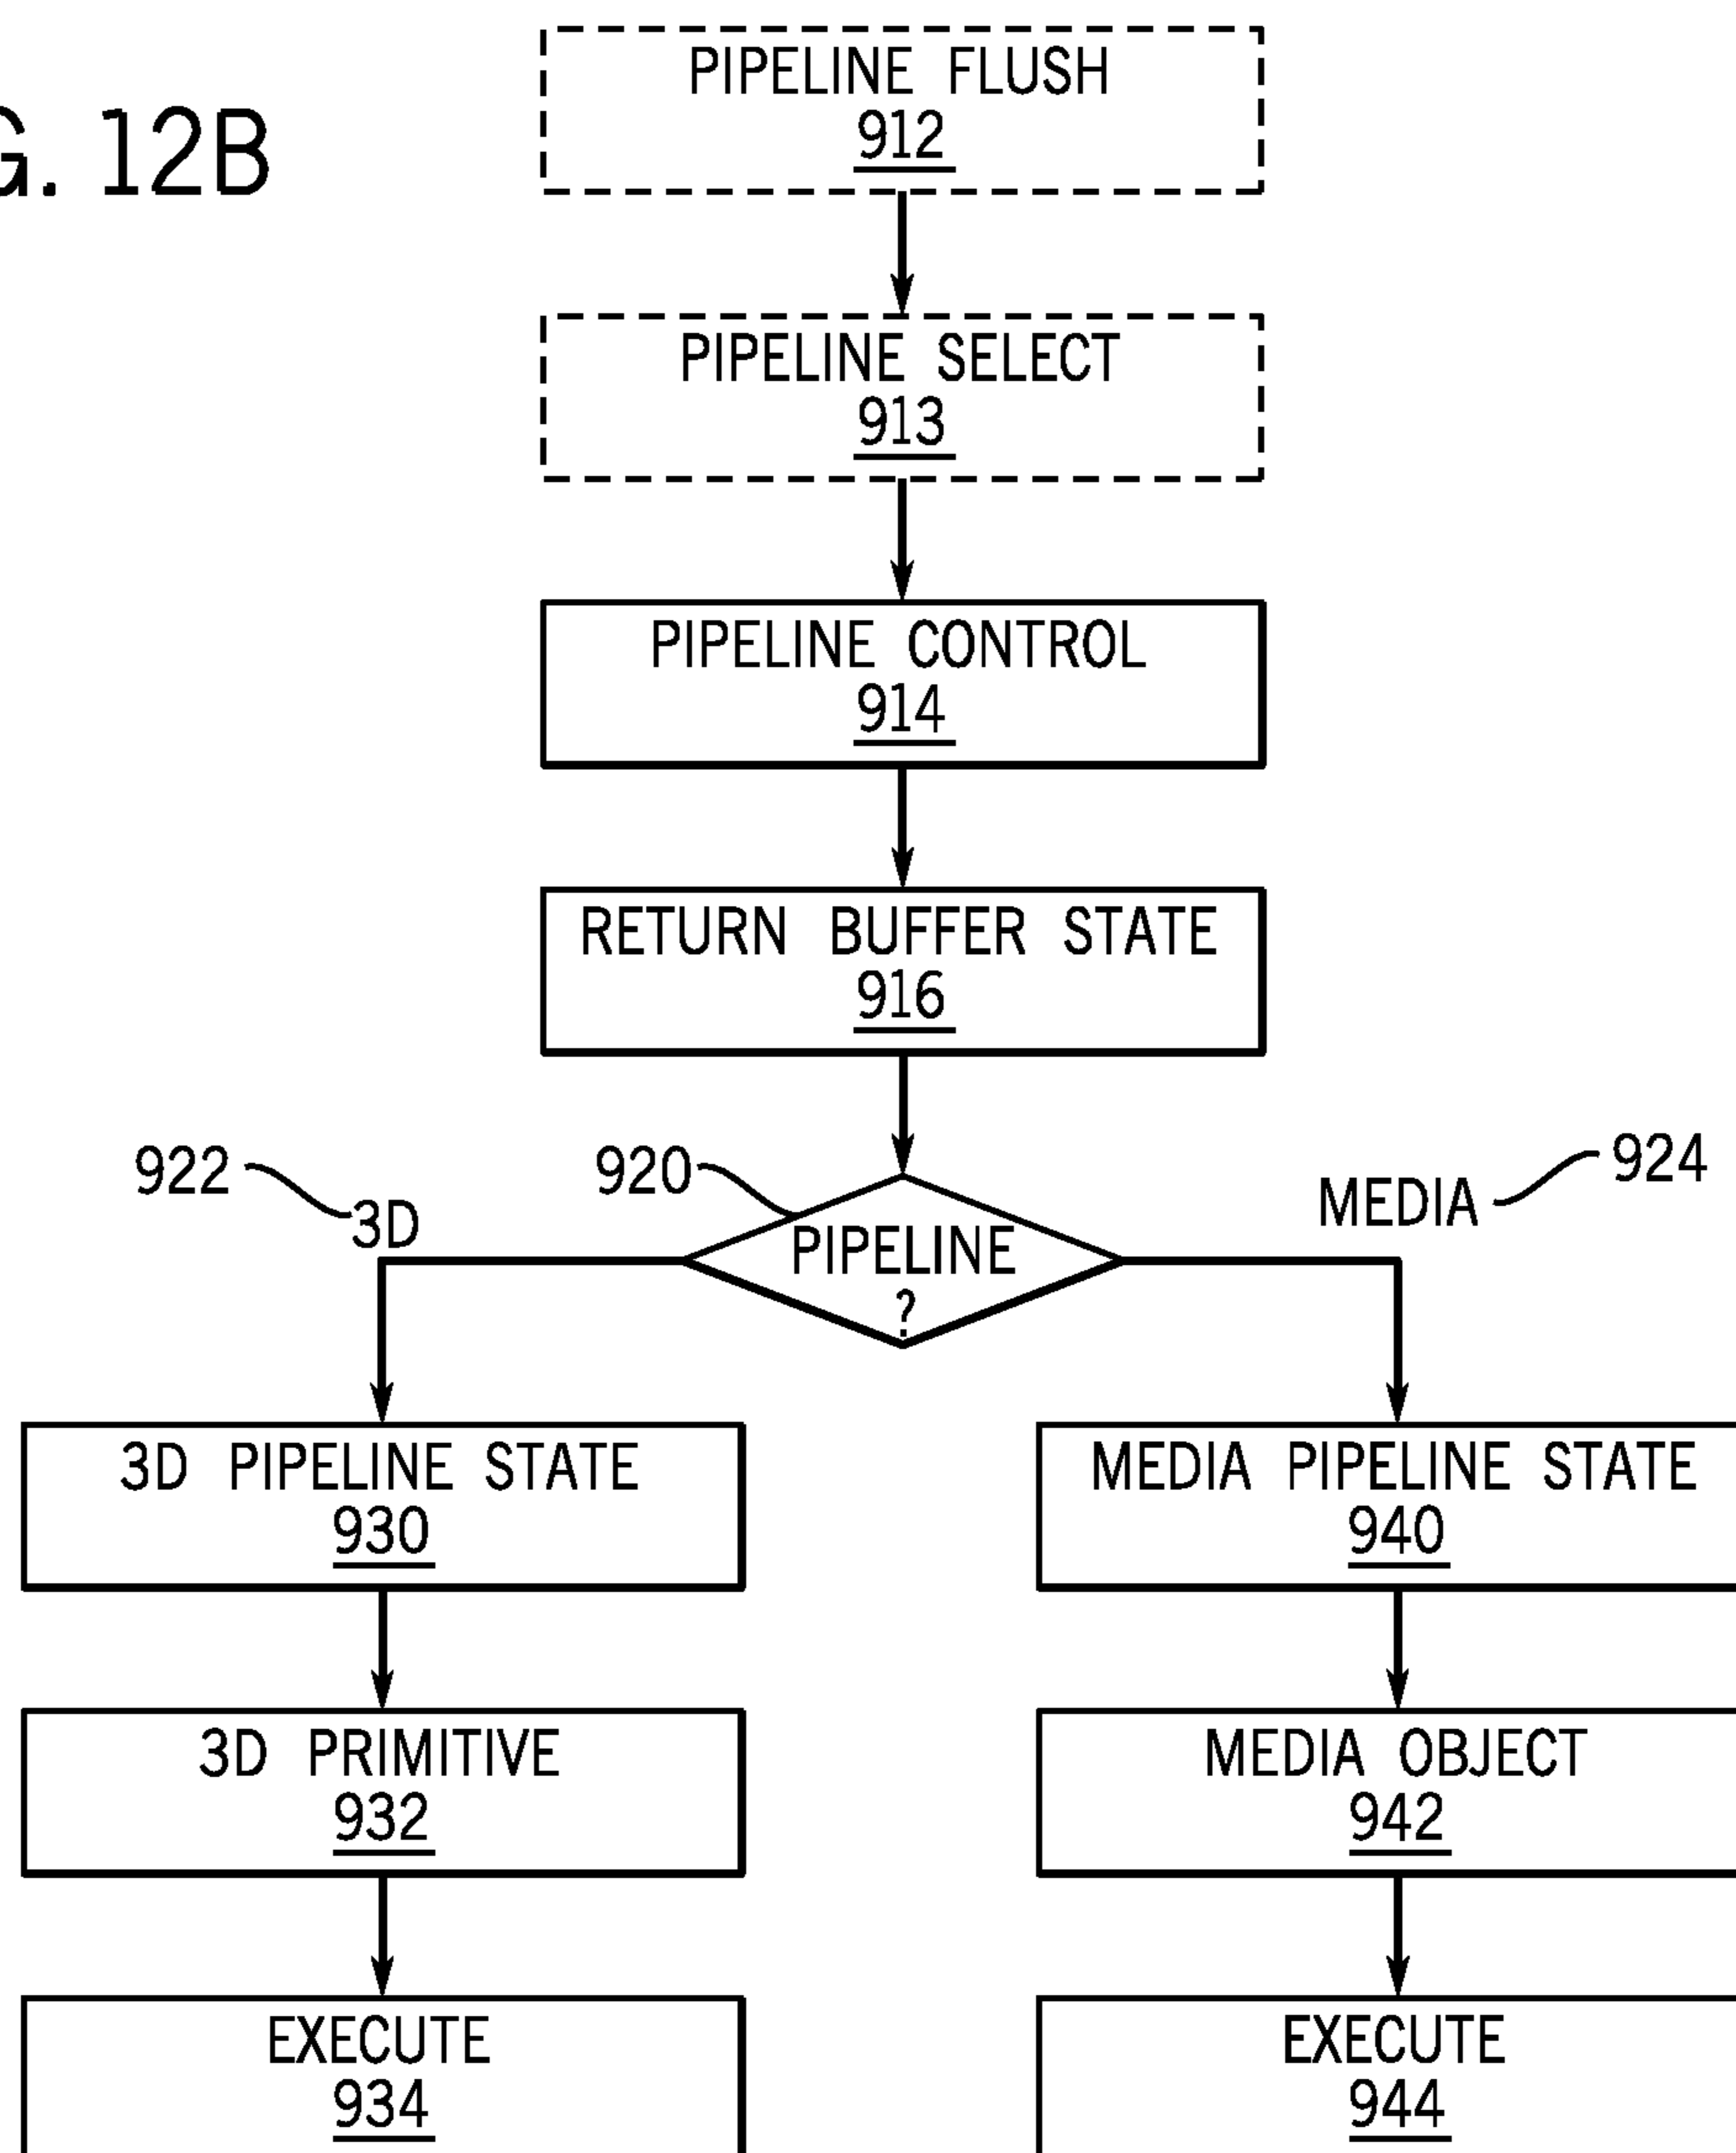 G. 12B
PIPELINE FLUSH
912
PIPELINE SELECT
913
PIPELINE CONTROL
914
RETURN BUFFER STATE
916
922
920
924
3D
MEDIA
PIPELINE
?
3D PIPELINE STATE
930
MEDIA PIPELINE STATE
940
3D PRIMITIVE
932
MEDIA OBJECT
942
EXECUTE
934
EXECUTE
944